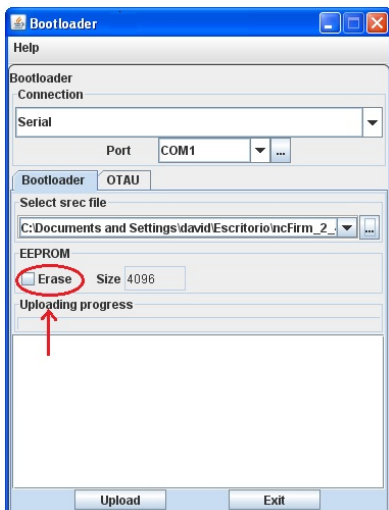 Bootloader
Help
Bootloader
Connection
Serial
Port COM1 ...
Bootloader OTAU
Select srec file
C:\Documents and Settings\david\Escritorio\ncFirm_2_ ...
EEPROM
Erase Size 4096
Uploading progress
Upload Exit